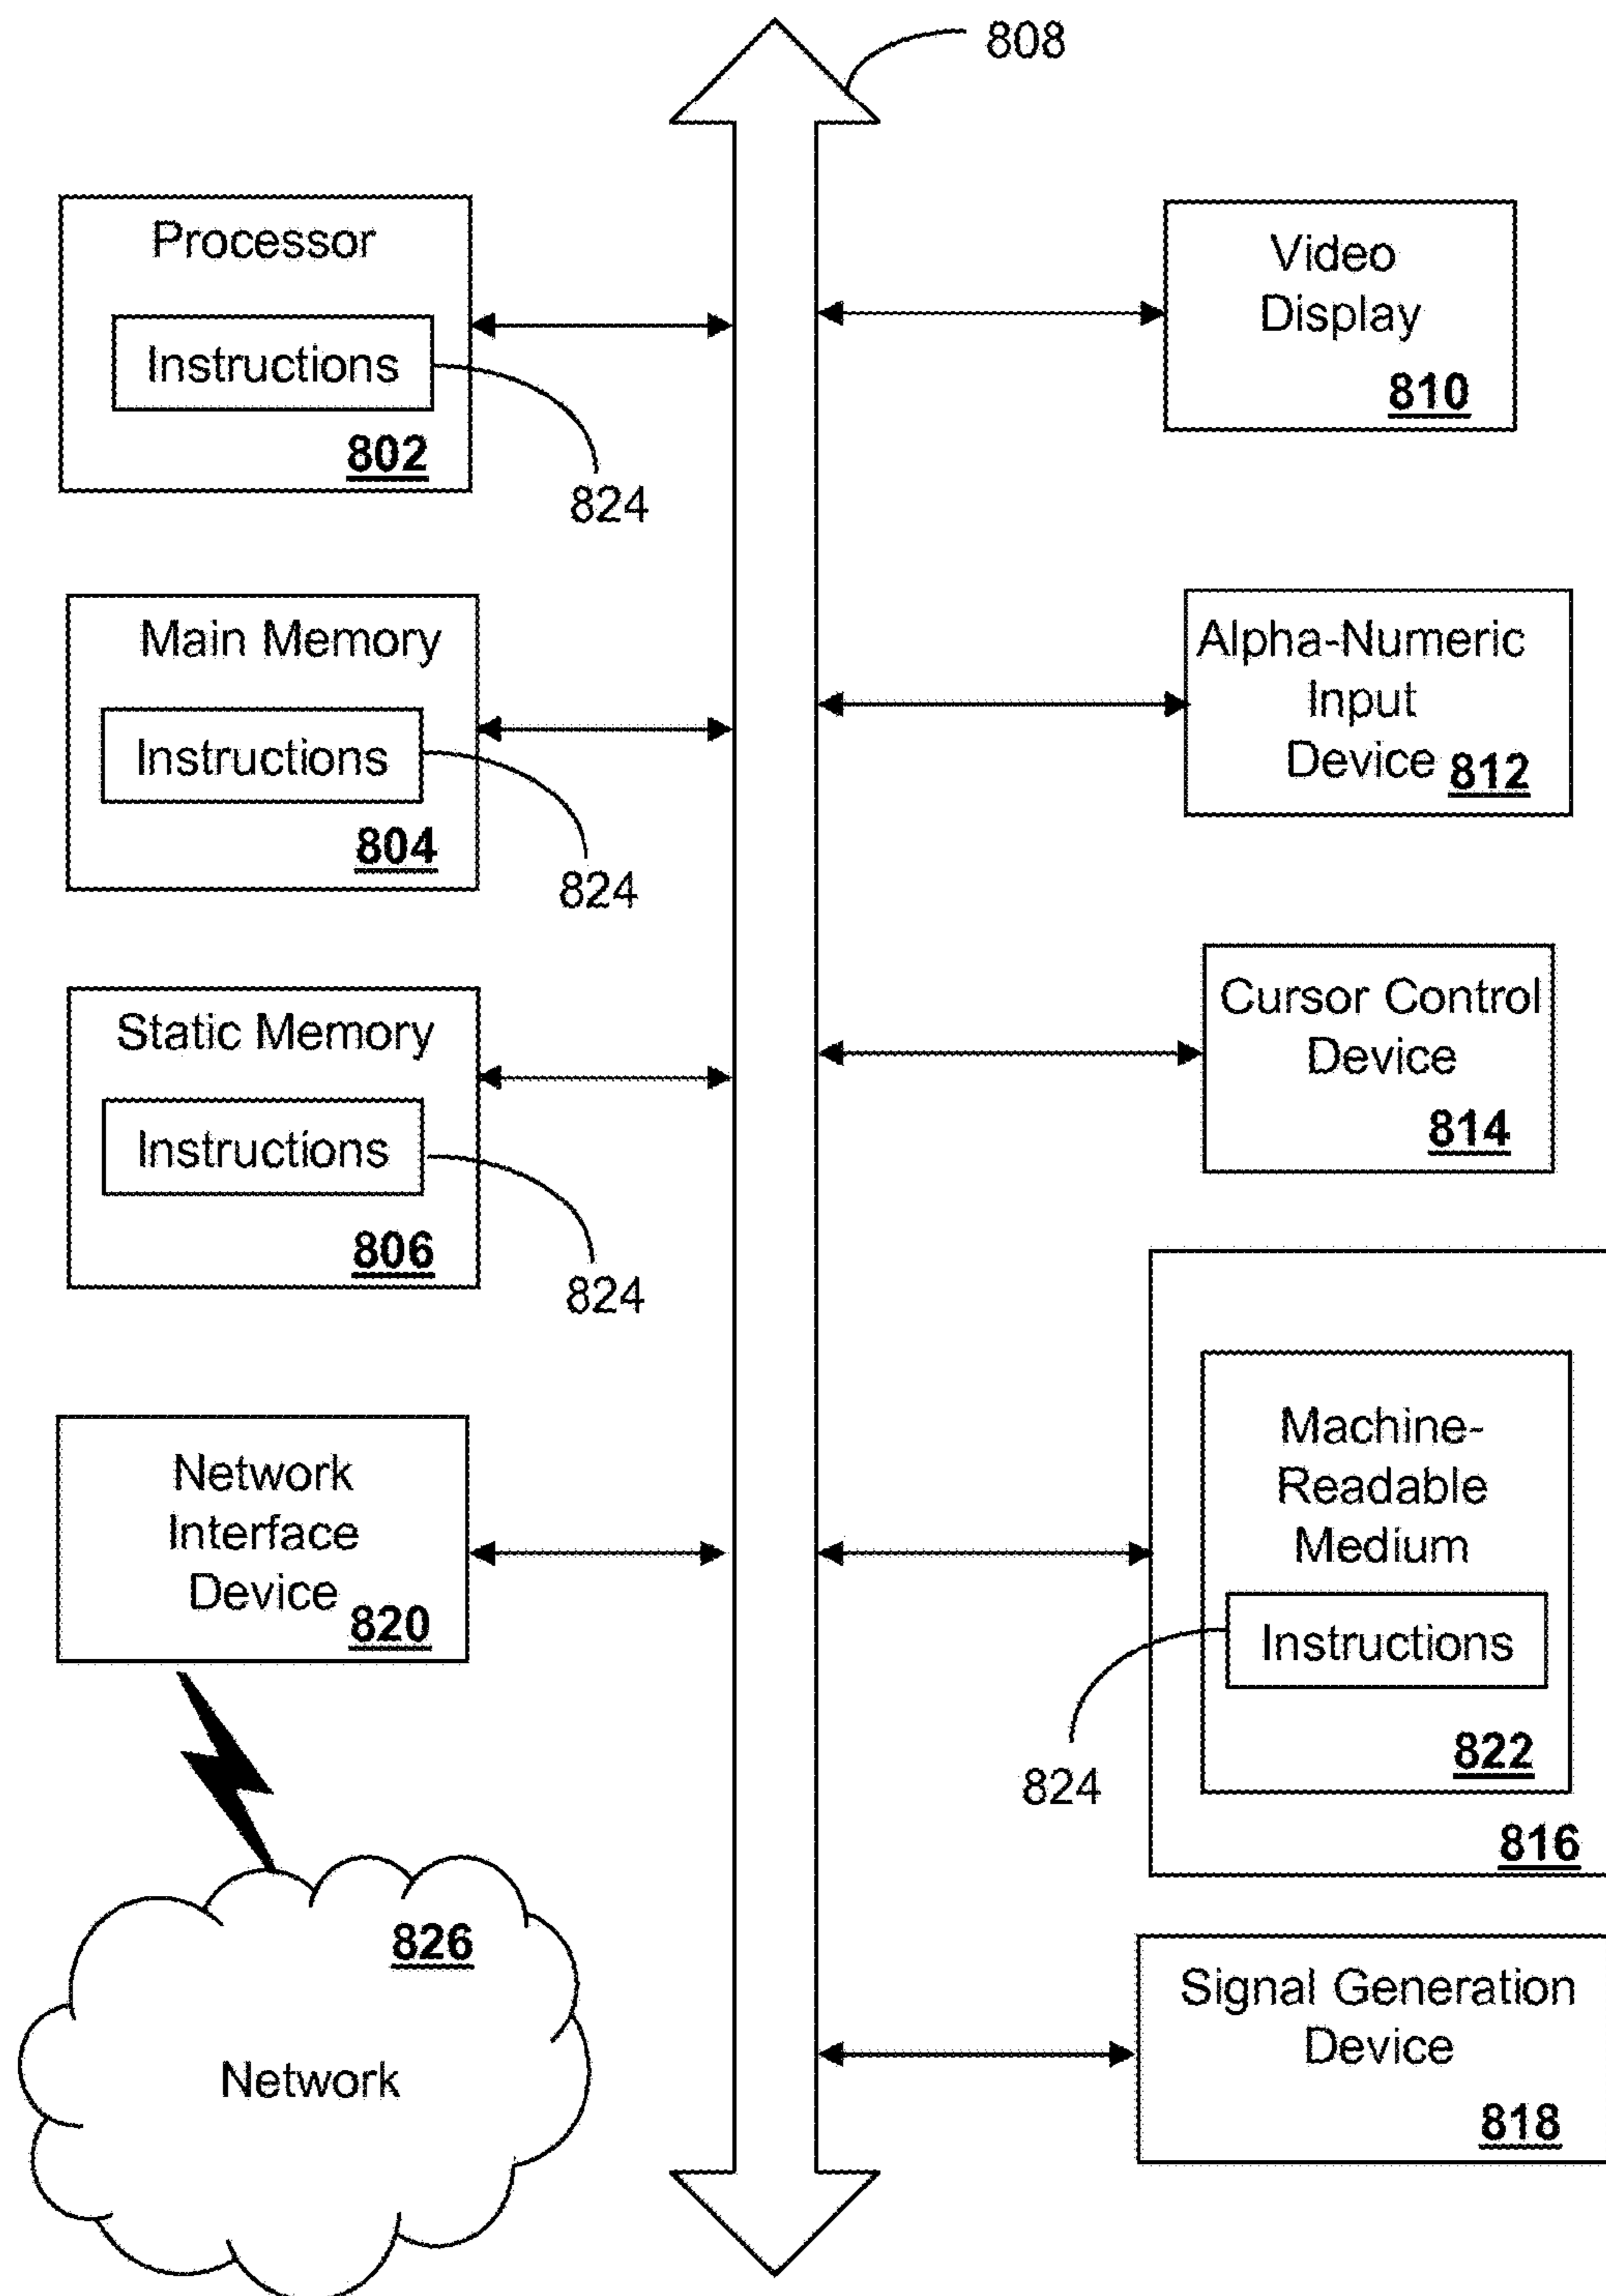 808
Processor
Instructions
802
824
Main Memory
Instructions
804
824
Static Memory
Instructions
806
824
Network
Interface
Device
820
826
Network
Video
Display
810
Alpha-Numeric
Input
Device
812
Cursor Control
Device
814
Machine-
Readable
Medium
Instructions
822
824
816
Signal Generation
Device
818